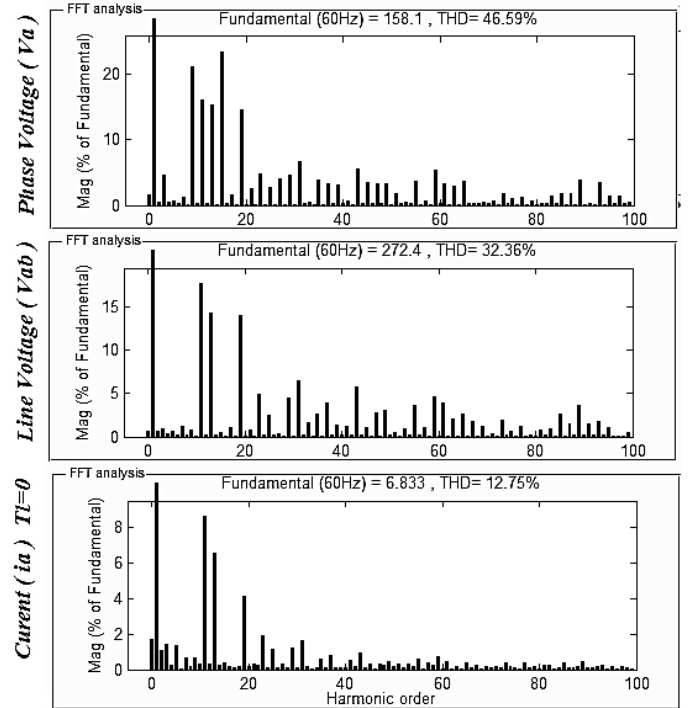 FFT analysis
Fundamental (60Hz) = 158.1 , THD= 46.59%
Phase Voltage ( Va )
Mag (% of Fundamental)
20
10
0
0 20 40 60 80 100
FFT analysis
Fundamental (60Hz) = 272.4 , THD= 32.36%
Line Voltage ( Vab )
Mag (% of Fundamental)
15
10
5
0
0 20 40 60 80 100
FFT analysis
Fundamental (60Hz) = 6.833 , THD= 12.75%
Curent ( ia ) Tl=0
Mag (% of Fundamental)
8
6
4
2
0
0 20 40 60 80 100
Harmonic order